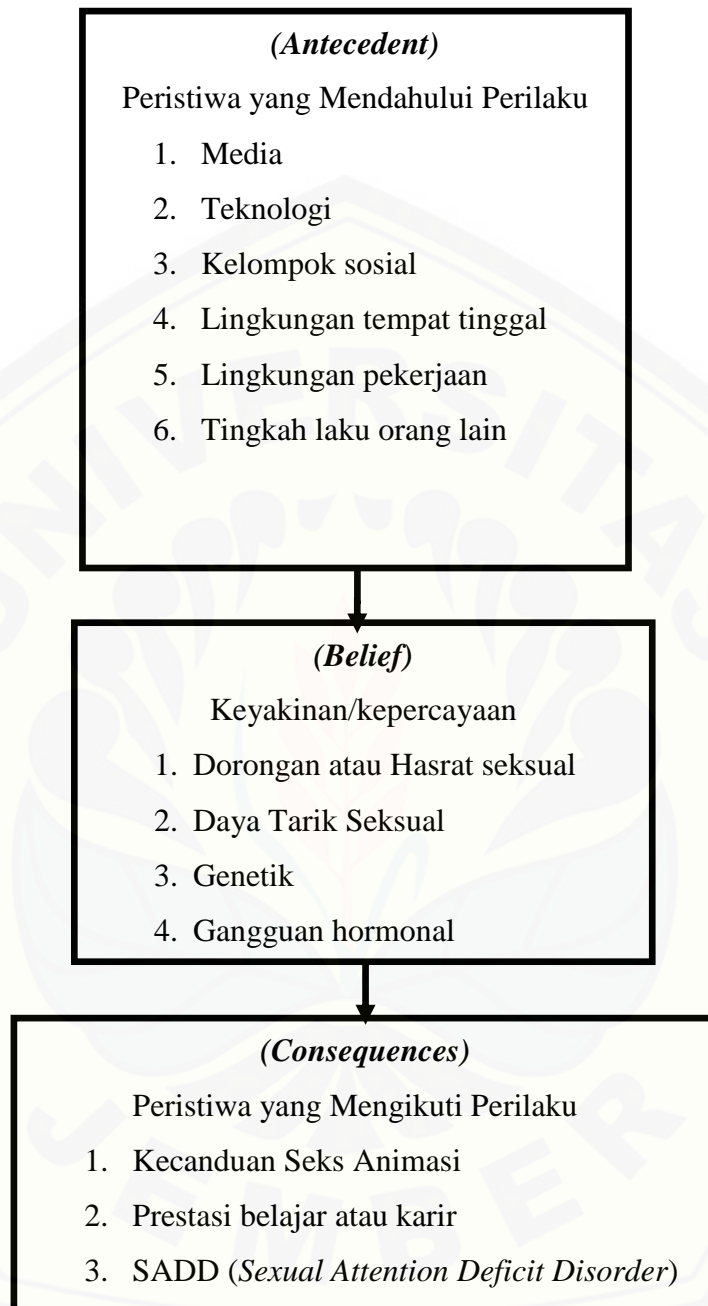 (Antecedent)
Peristiwa yang Mendahului Perilaku
1. Media
2. Teknologi
3. Kelompok sosial
4. Lingkungan tempat tinggal
5. Lingkungan pekerjaan
6. Tingkah laku orang lain
(Belief)
Keyakinan/kepercayaan
1. Dorongan atau Hasrat seksual
2. Daya Tarik Seksual
3. Genetik
4. Gangguan hormonal
(Consequences)
Peristiwa yang Mengikuti Perilaku
1. Kecanduan Seks Animasi
2. Prestasi belajar atau karir
3. SADD (Sexual Attention Deficit Disorder)
UNIVERSITAS
JEMBER